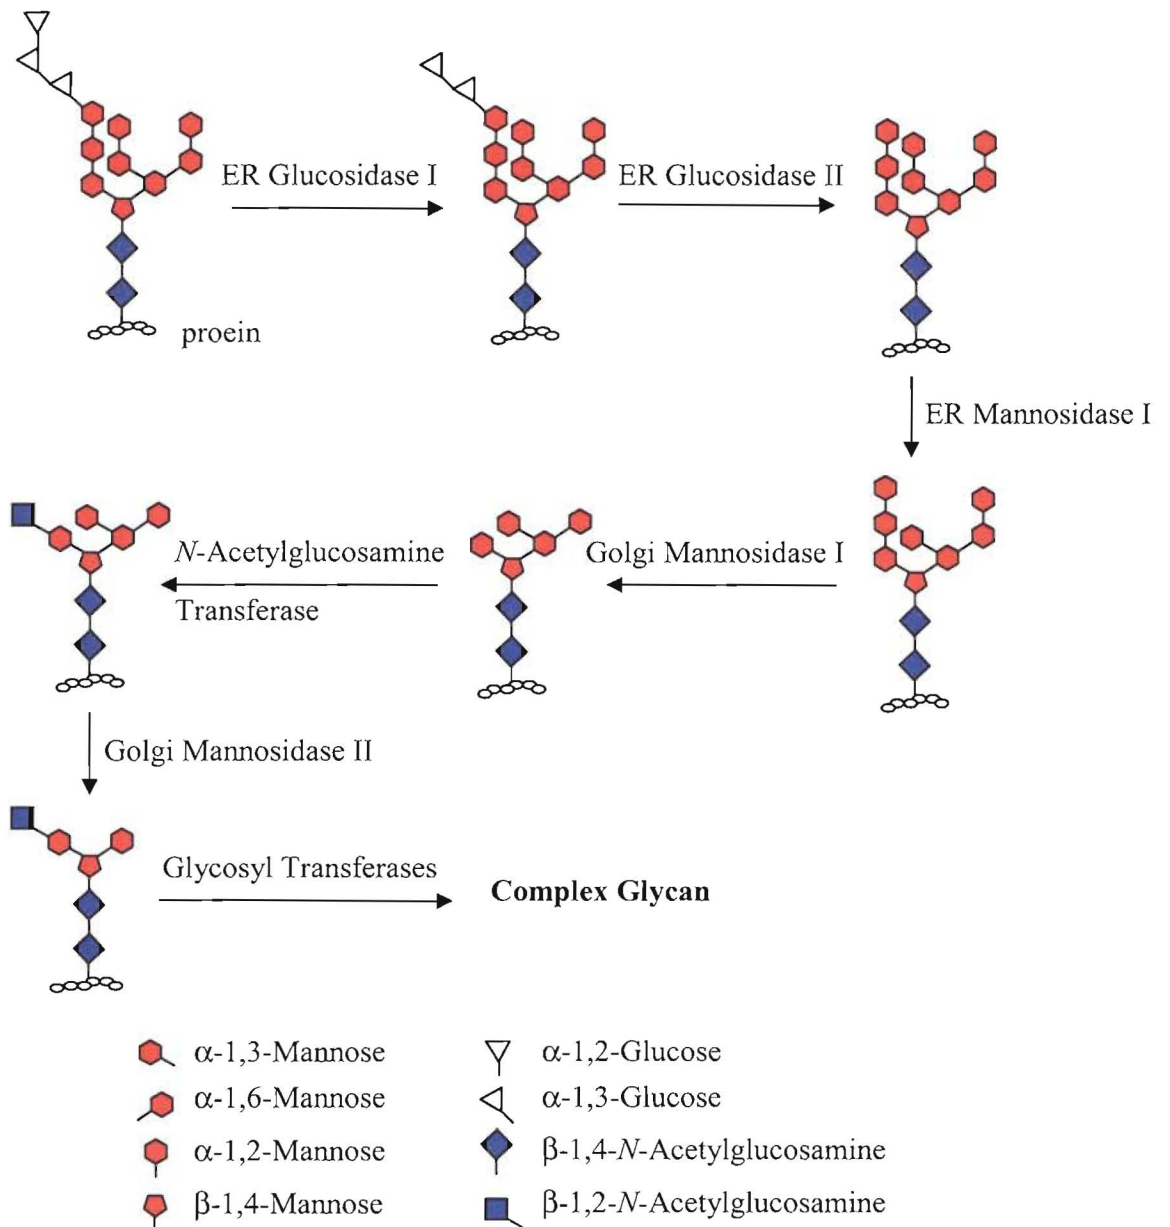 ER Glucosidase I
ER Glucosidase II
proein
ER Mannosidase I
N-Acetylglucosamine
Transferase
Golgi Mannosidase I
Golgi Mannosidase II
Glycosyl Transferases
Complex Glycan
α-1,3-Mannose
α-1,6-Mannose
α-1,2-Mannose
β-1,4-Mannose
α-1,2-Glucose
α-1,3-Glucose
β-1,4-N-Acetylglucosamine
β-1,2-N-Acetylglucosamine